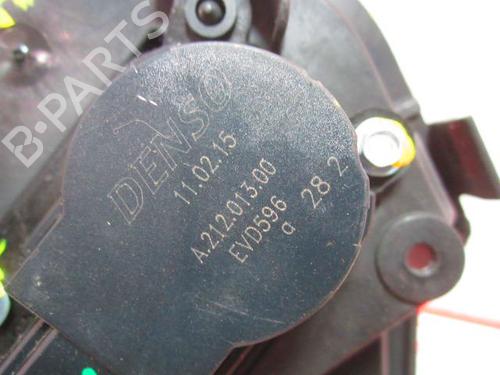 B-PARTS
DENSO
11.02.15
A.212.013.00
EVD596
a 28 2